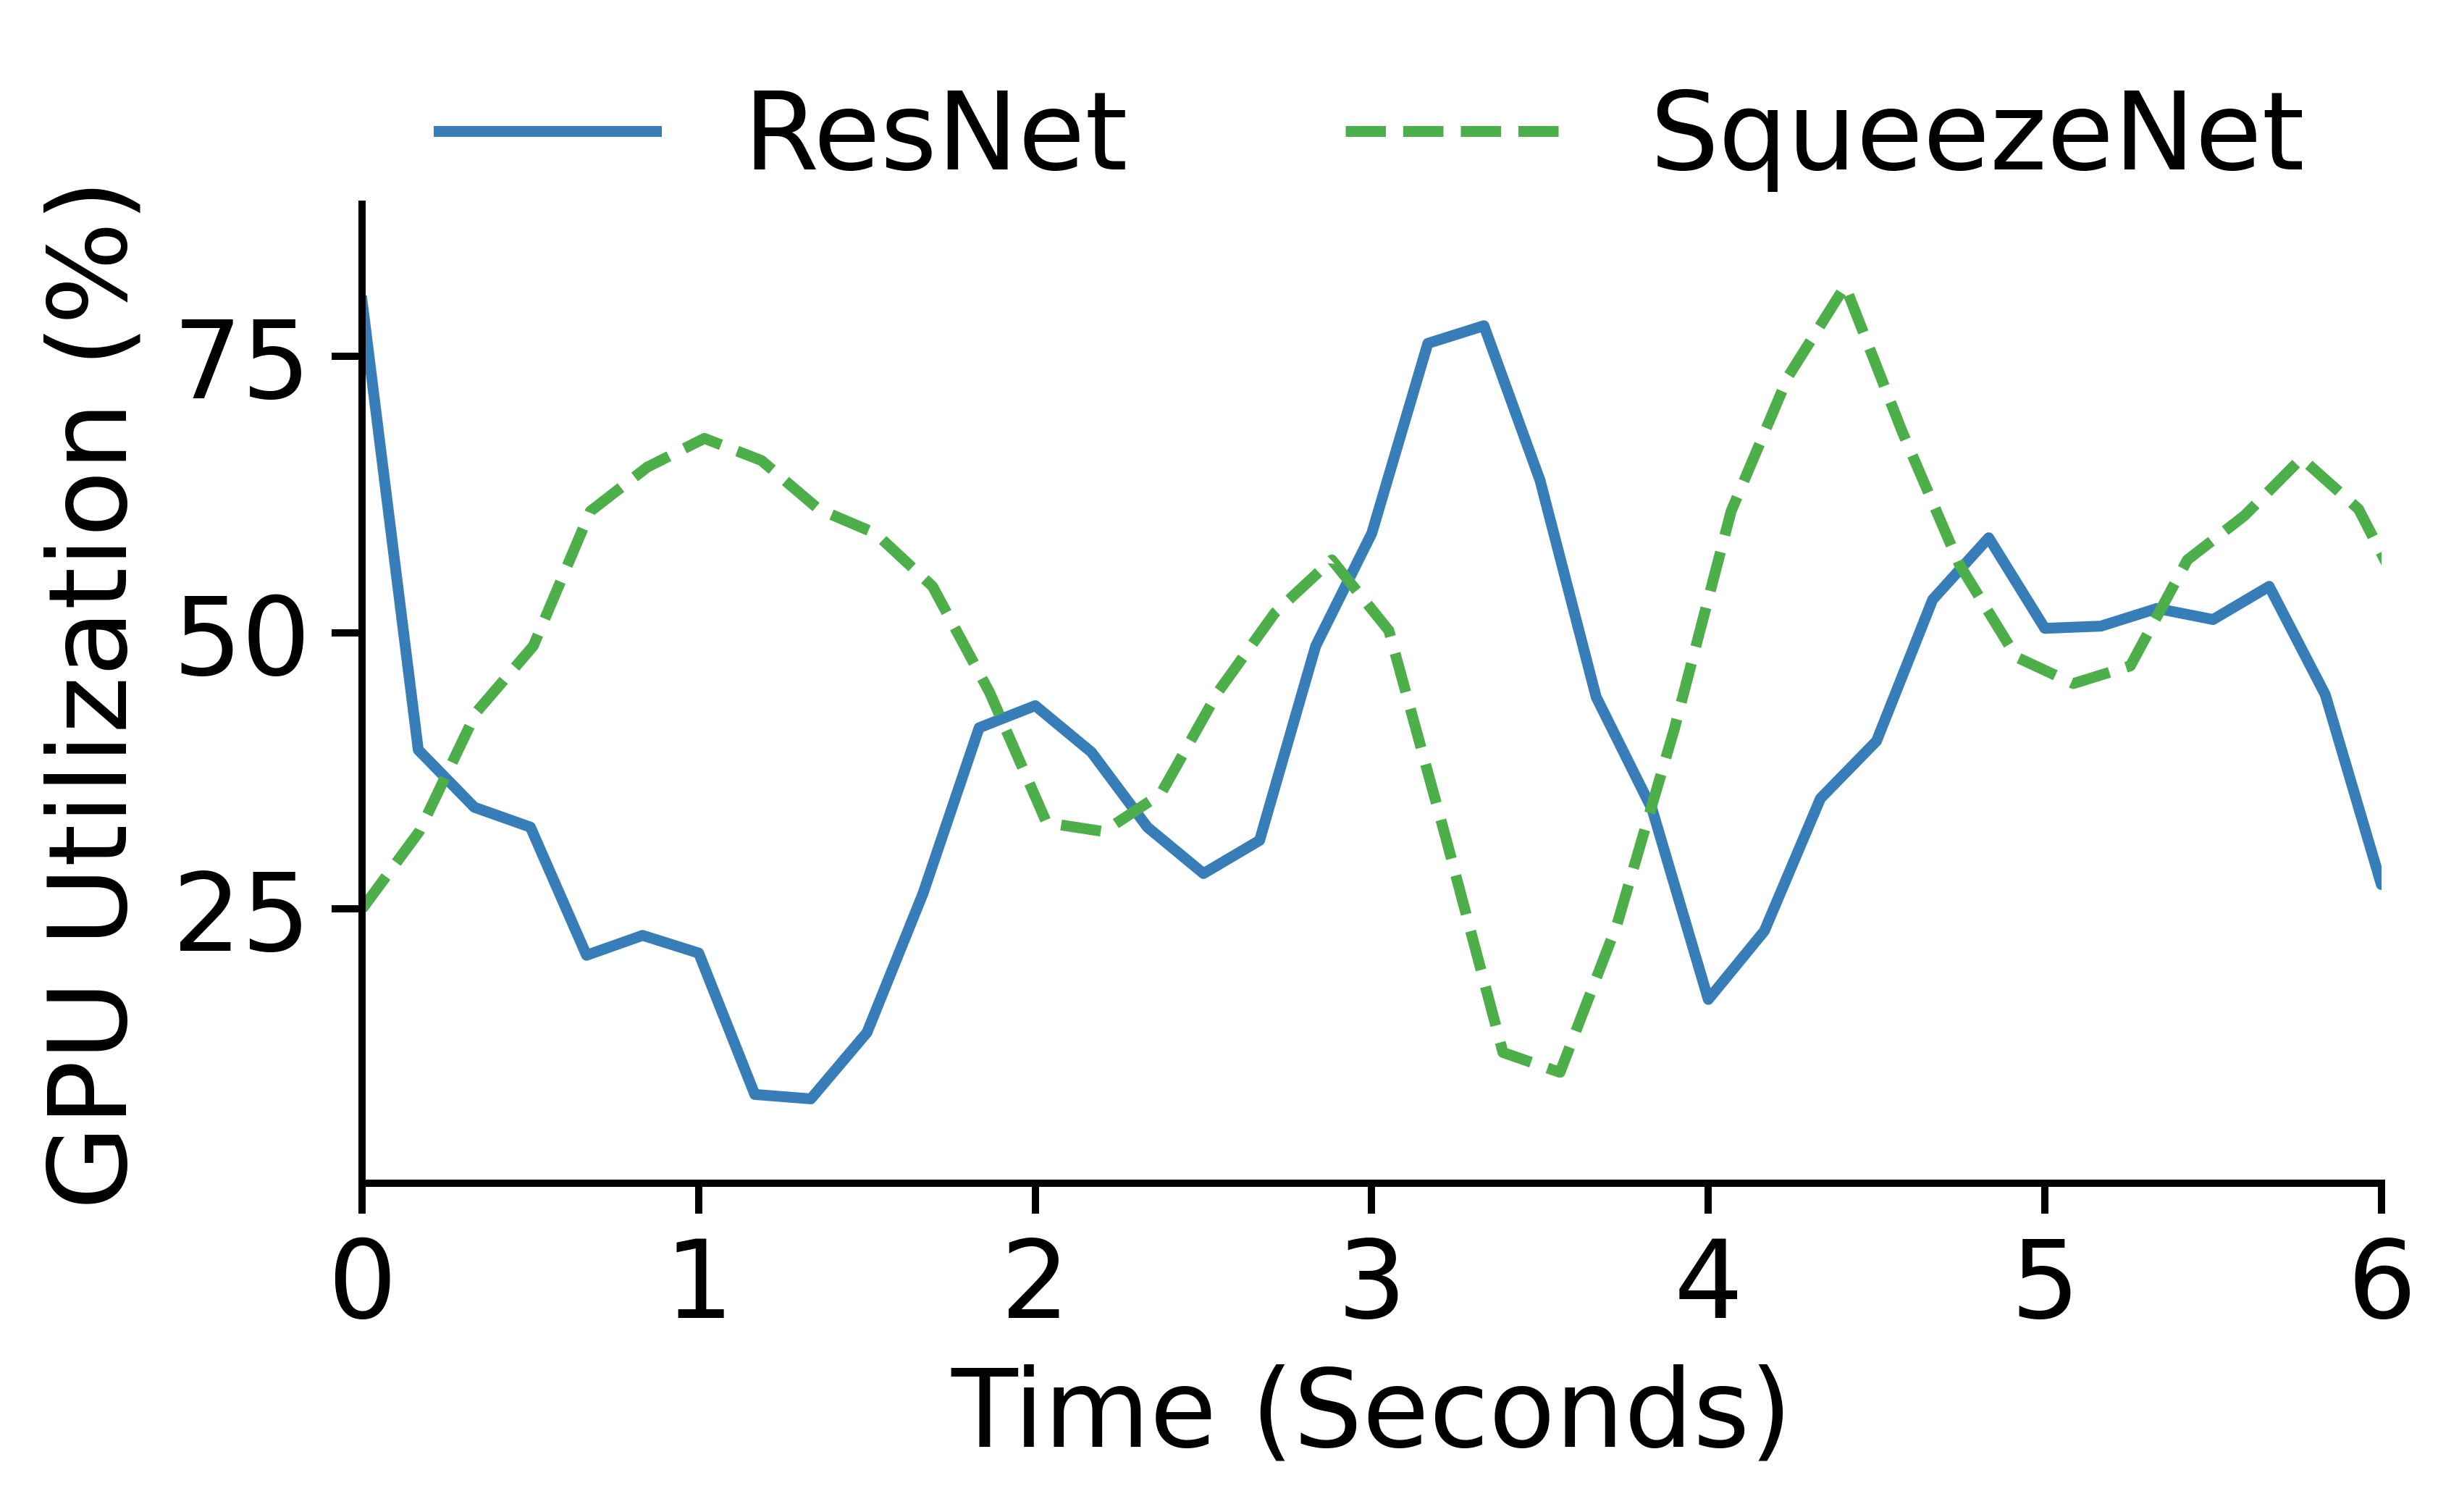 ResNet SqueezeNet
GPU Utilization (%)
75
50
25
0 1 2 3 4 5 6
Time (Seconds)